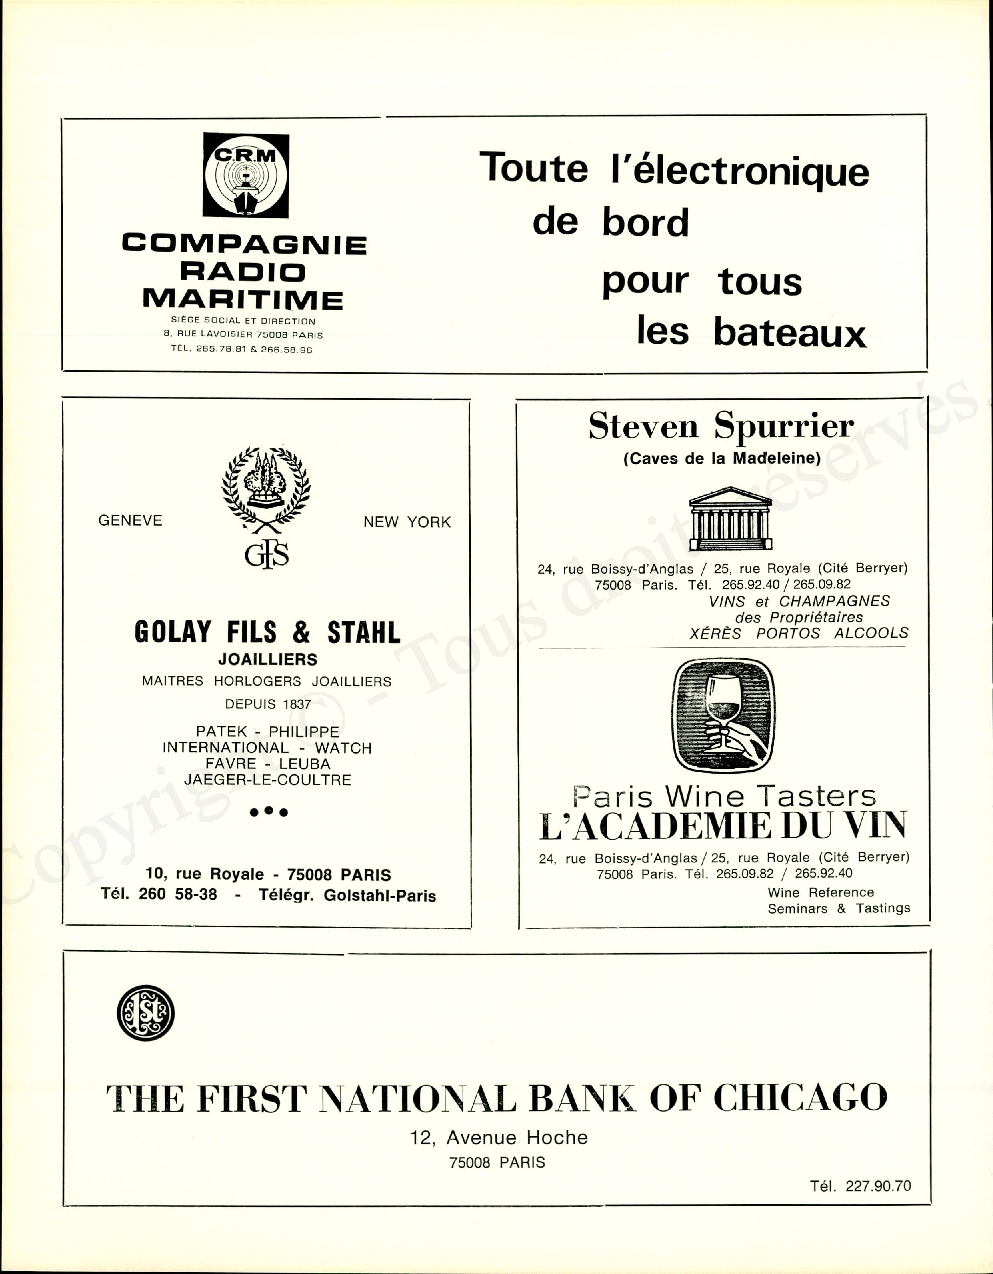 C.R.M
COMPAGNIE
RADIO
MARITIME
SIÈGE SOCIAL ET DIRECTION
8, RUE LAVOISIER 75008 PARIS
TÉL. 265.78.81 & 266.58.96
Toute l'électronique
de bord
pour tous
les bateaux
GENEVE
NEW YORK
GFS
GOLAY FILS & STAHL
JOAILLIERS
MAITRES HORLOGERS JOAILLIERS
DEPUIS 1837
PATEK - PHILIPPE
INTERNATIONAL - WATCH
FAVRE - LEUBA
JAEGER-LE-COULTRE
10, rue Royale - 75008 PARIS
Tél. 260 58-38 - Télégr. Golstahl-Paris
Steven Spurrier
(Caves de la Madeleine)
24, rue Boissy-d'Anglas / 25, rue Royale (Cité Berryer)
75008 Paris. Tél. 265.92.40 / 265.09.82
VINS et CHAMPAGNES
des Propriétaires
XÉRÈS PORTOS ALCOOLS
Paris Wine Tasters
L'ACADEMIE DU VIN
24, rue Boissy-d'Anglas / 25, rue Royale (Cité Berryer)
75008 Paris. Tél. 265.09.82 / 265.92.40
Wine Reference
Seminars & Tastings
1st
THE FIRST NATIONAL BANK OF CHICAGO
12, Avenue Hoche
75008 PARIS
Tél. 227.90.70
Copyright © - Tous droits réservés.